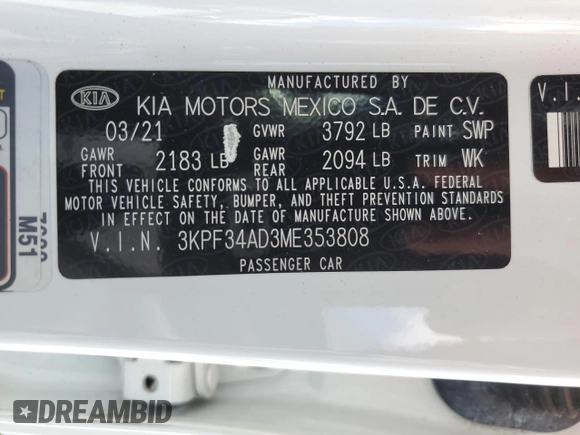 MANUFACTURED BY
KIA KIA MOTORS MEXICO S.A. DE C.V.
03/21 GVWR 3792 LB PAINT SWP
GAWR FRONT 2183 LB GAWR REAR 2094 LB TRIM WK
THIS VEHICLE CONFORMS TO ALL APPLICABLE U.S.A. FEDERAL
MOTOR VEHICLE SAFETY, BUMPER, AND THEFT PREVENTION STANDARDS
IN EFFECT ON THE DATE OF MANUFACTURE SHOWN ABOVE.
V.I.N. 3KPF34AD3ME353808
PASSENGER CAR
V.I.
M51
DREAMBID